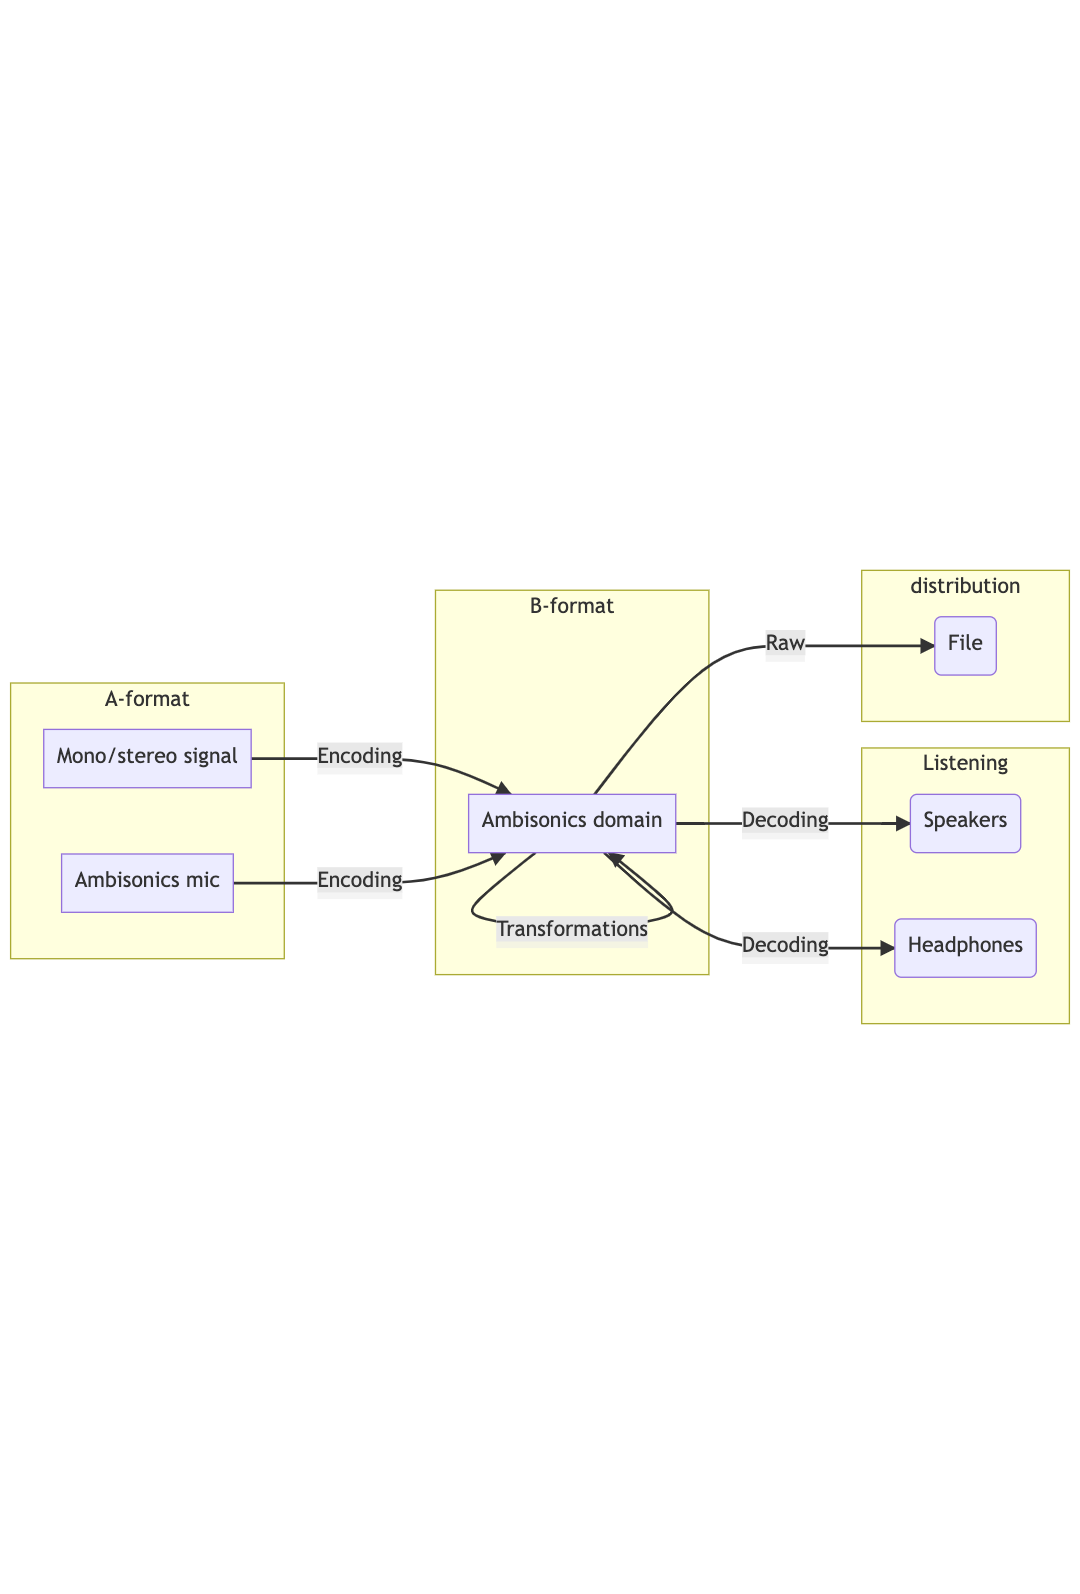 A-format
Mono/stereo signal
Ambisonics mic
Encoding
Encoding
B-format
Ambisonics domain
Transformations
Raw
Decoding
Decoding
distribution
File
Listening
Speakers
Headphones